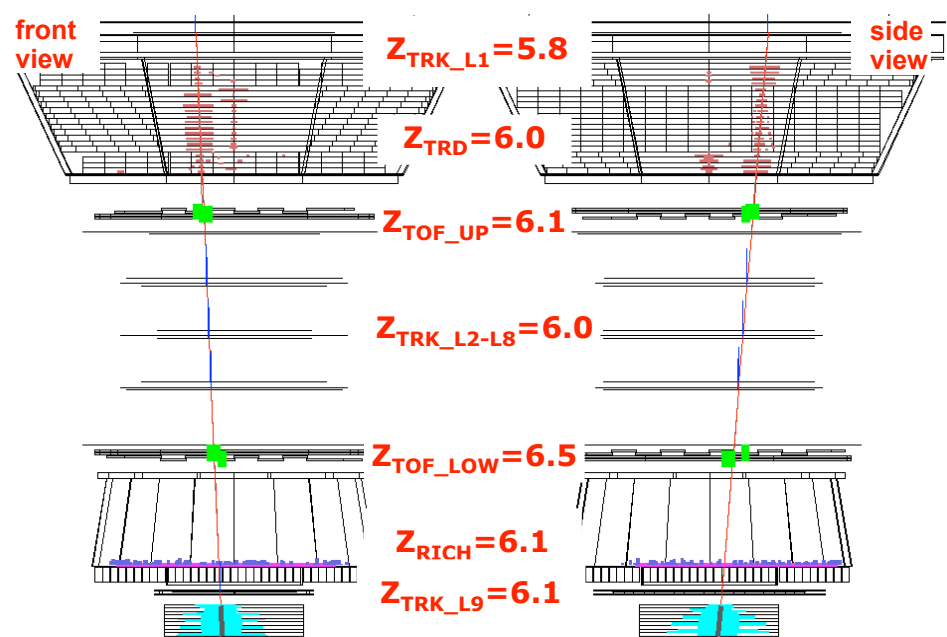 front
view
Z_TRK_L1=5.8
side
view
Z_TRD=6.0
Z_TOF_UP=6.1
Z_TRK_L2-L8=6.0
Z_TOF_LOW=6.5
Z_RICH=6.1
Z_TRK_L9=6.1